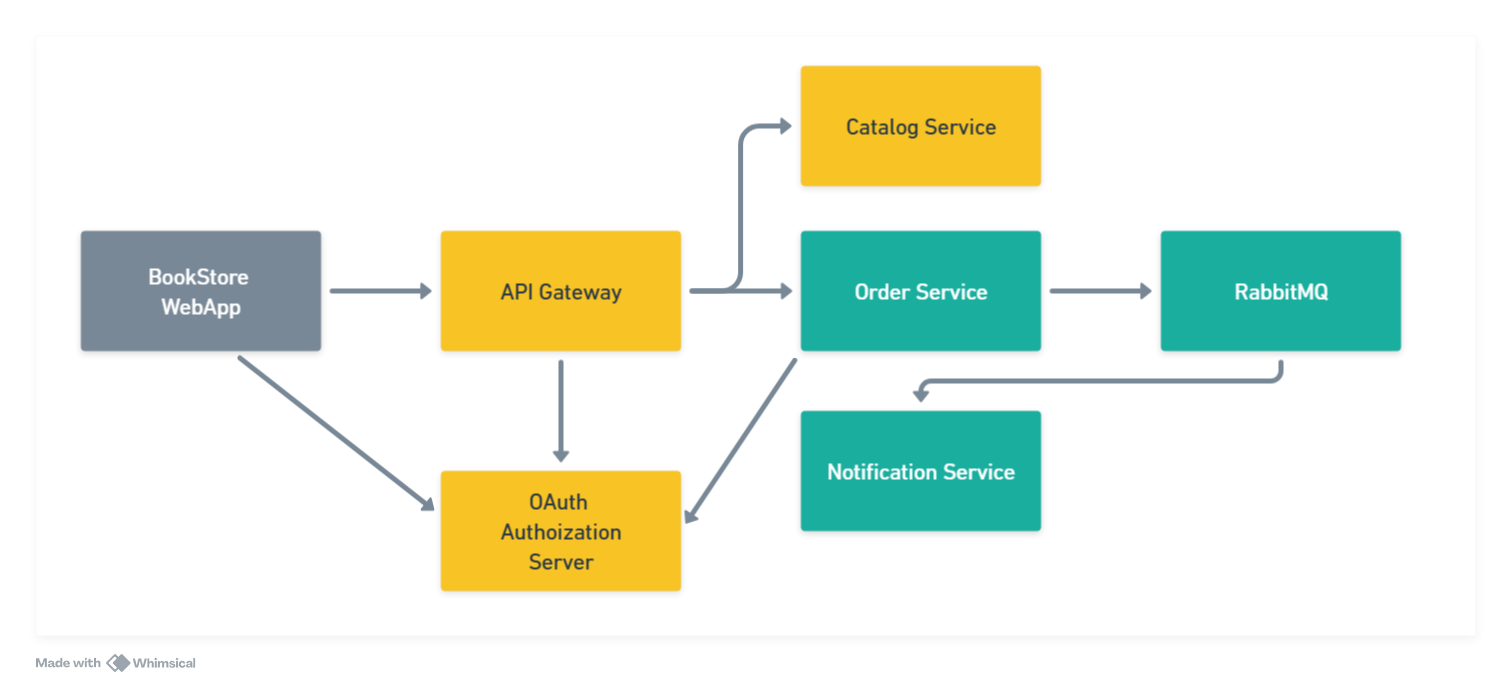 Catalog Service
BookStore
WebApp
API Gateway
Order Service
RabbitMQ
Notification Service
OAuth
Authoization
Server
Made with Whimsical